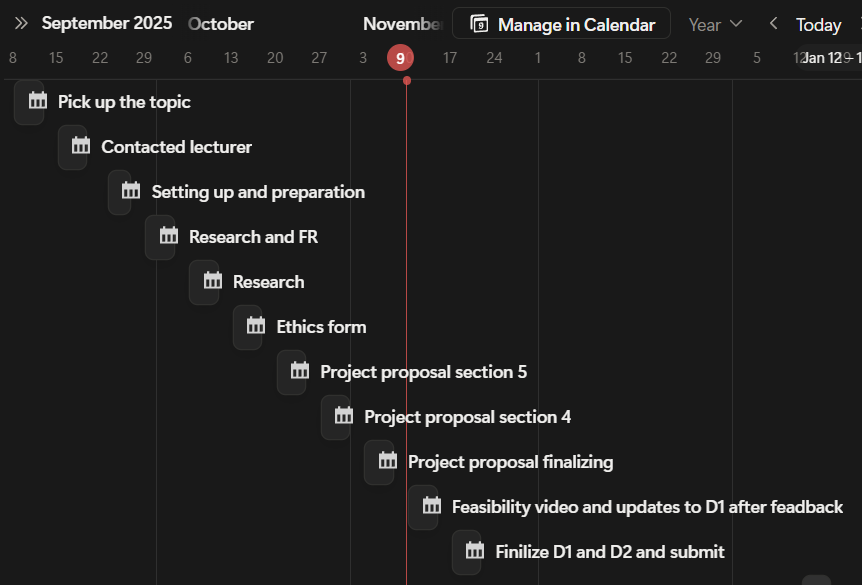 September 2025 October Novembe Manage in Calendar Year Today
8 15 22 29 6 13 20 27 3 9 17 24 1 8 15 22 29 5 Jan 12 – 1
Pick up the topic
Contacted lecturer
Setting up and preparation
Research and FR
Research
Ethics form
Project proposal section 5
Project proposal section 4
Project proposal finalizing
Feasibility video and updates to D1 after feadback
Finilize D1 and D2 and submit